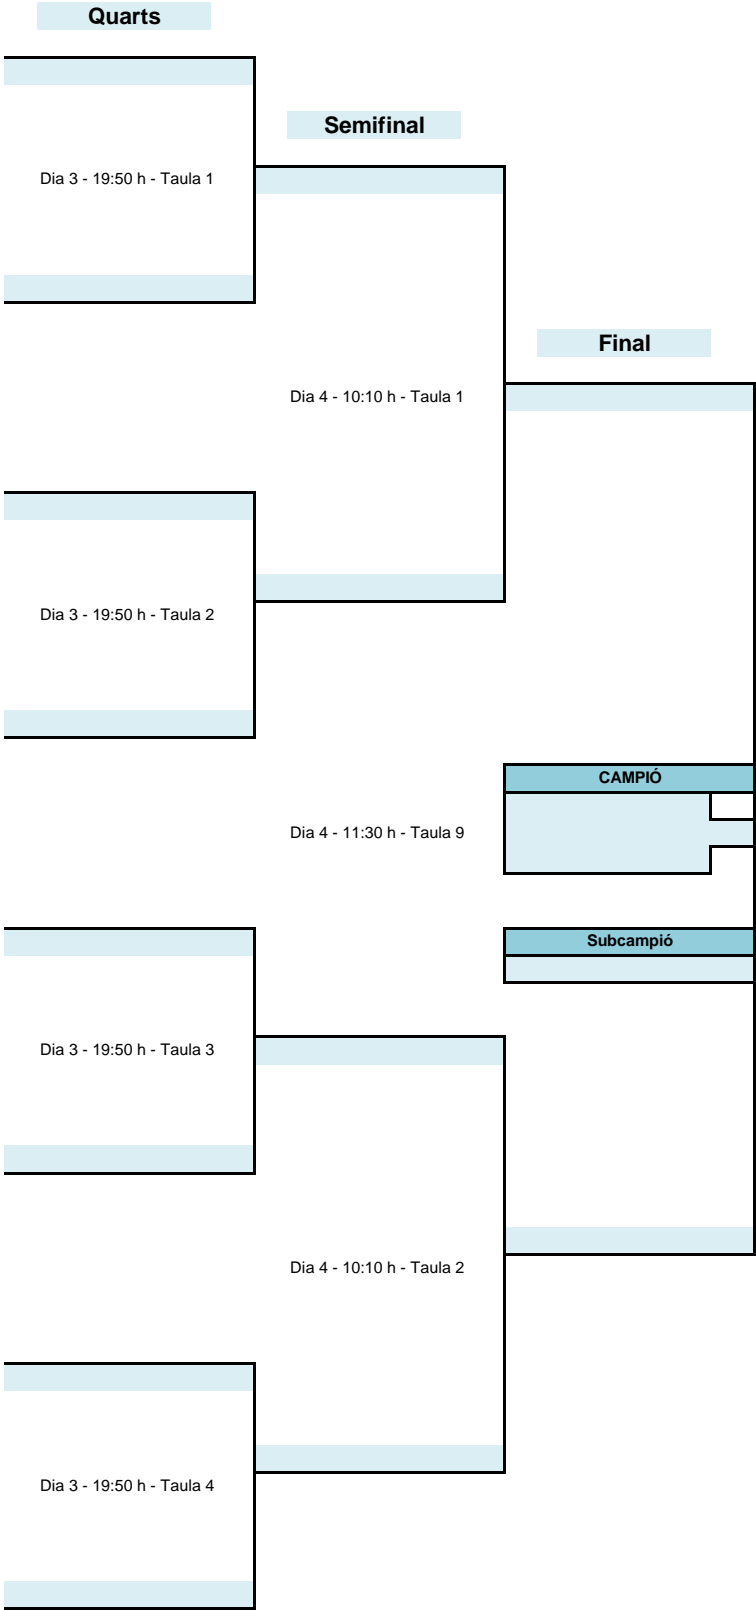 Quarts
Semifinal
Dia 3 - 19:50 h - Taula 1
Final
Dia 4 - 10:10 h - Taula 1
Dia 3 - 19:50 h - Taula 2
CAMPIÓ
Dia 4 - 11:30 h - Taula 9
Subcampió
Dia 3 - 19:50 h - Taula 3
Dia 4 - 10:10 h - Taula 2
Dia 3 - 19:50 h - Taula 4